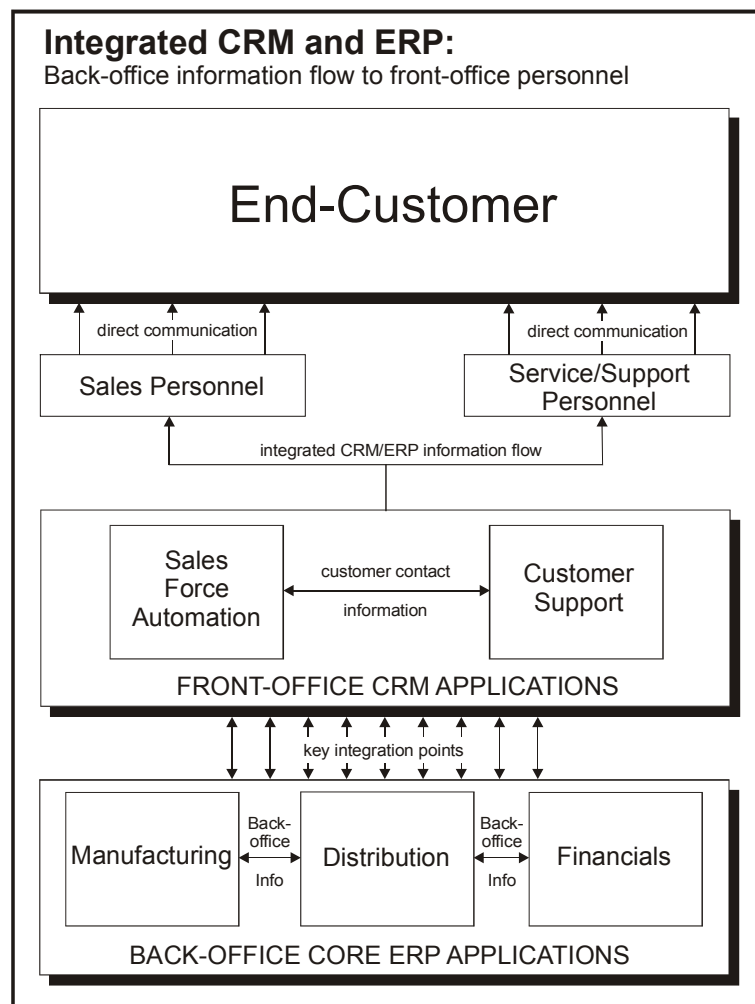 Integrated CRM and ERP:
Back-office information flow to front-office personnel
End-Customer
direct communication
direct communication
Sales Personnel
Service/Support
Personnel
integrated CRM/ERP information flow
Sales
Force
Automation
customer contact
information
Customer
Support
FRONT-OFFICE CRM APPLICATIONS
key integration points
Manufacturing
Back-
office
Info
Distribution
Back-
office
Info
Financials
BACK-OFFICE CORE ERP APPLICATIONS